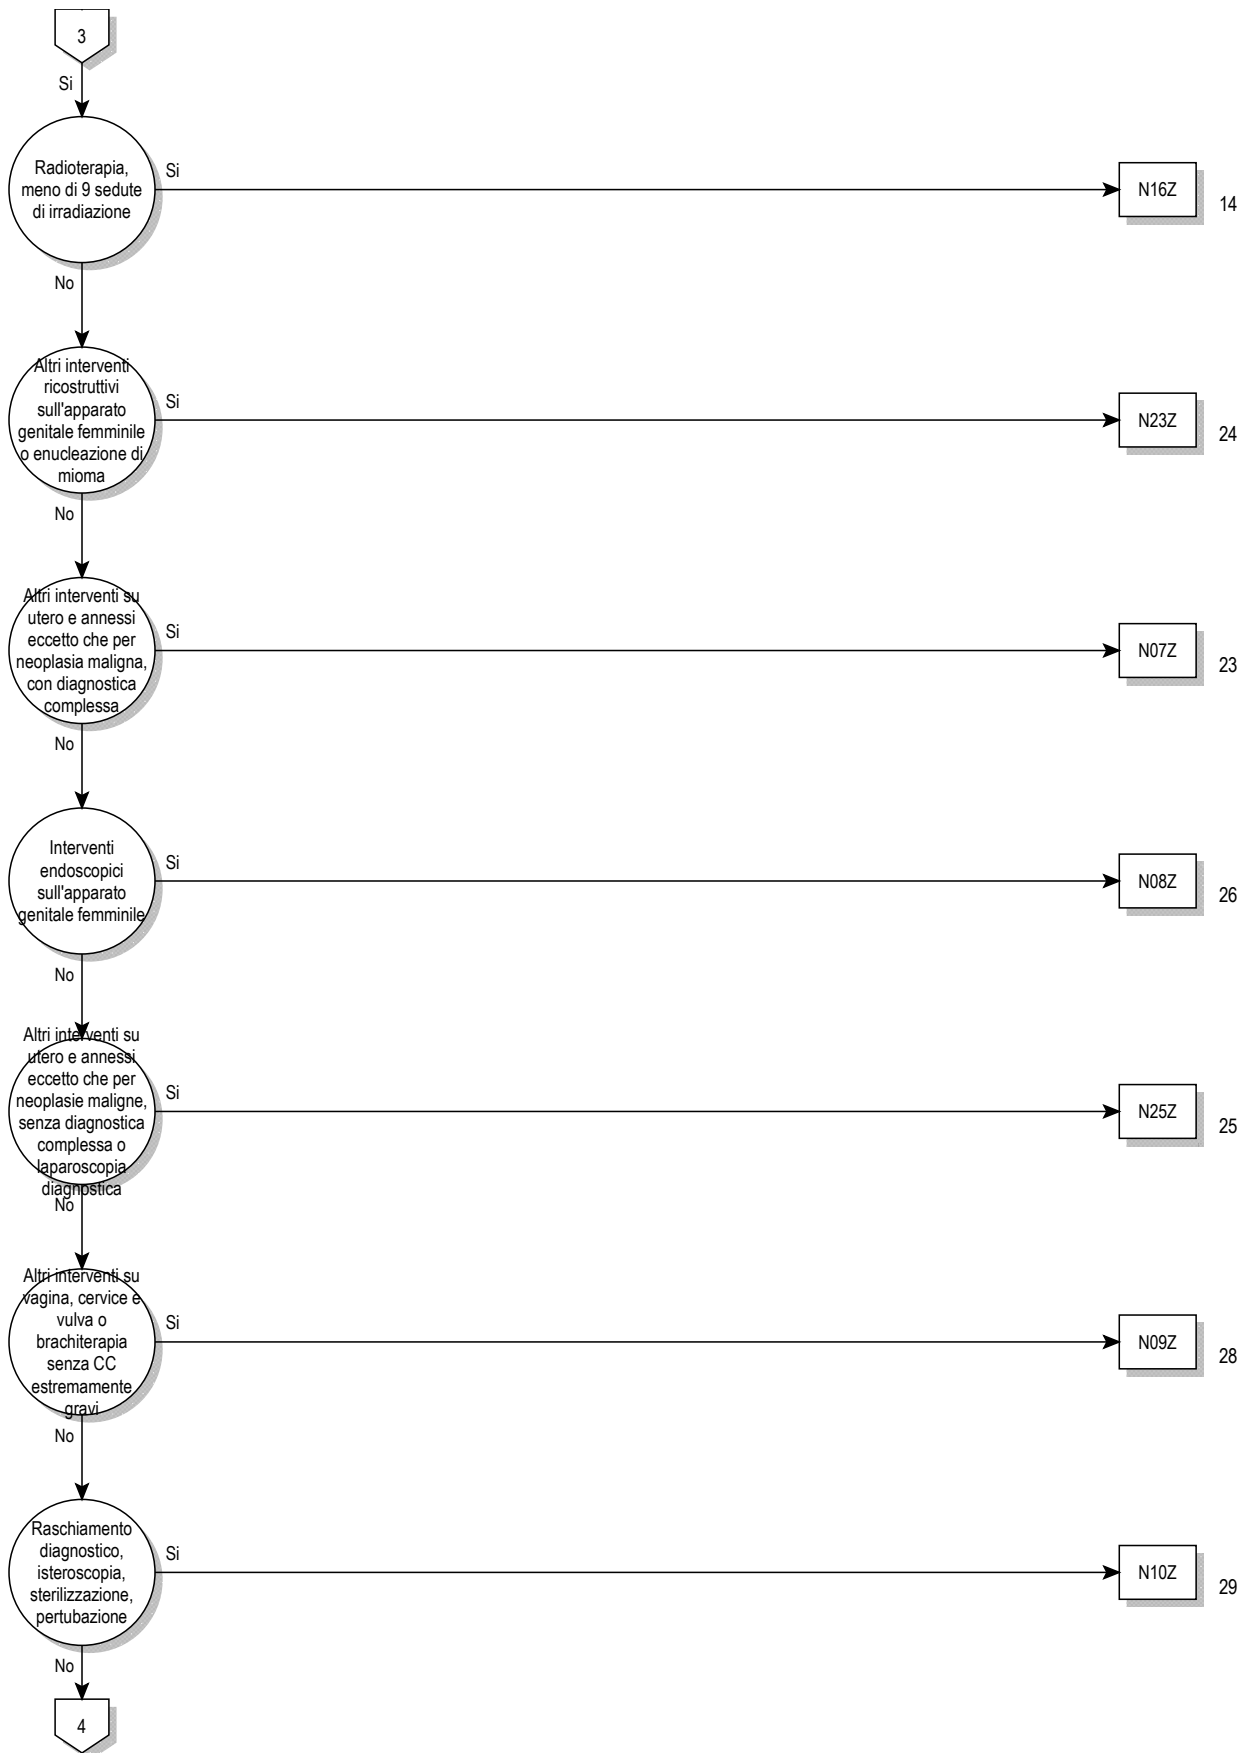 3
Si
Radioterapia,
meno di 9 sedute
di irradiazione
Si
N16Z
14
No
Altri interventi
ricostruttivi
sull'apparato
genitale femminile
o enucleazione di
mioma
Si
N23Z
24
No
Altri interventi su
utero e annessi
eccetto che per
neoplasia maligna,
con diagnostica
complessa
Si
N07Z
23
No
Interventi
endoscopici
sull'apparato
genitale femminile
Si
N08Z
26
No
Altri interventi su
utero e annessi
eccetto che per
neoplasie maligne,
senza diagnostica
complessa o
laparoscopia
diagnostica
Si
N25Z
25
No
Altri interventi su
vagina, cervice e
vulva o
brachiterapia
senza CC
estremamente
gravi
Si
N09Z
28
No
Raschiamento
diagnostico,
isteroscopia,
sterilizzazione,
pertubazione
Si
N10Z
29
No
4